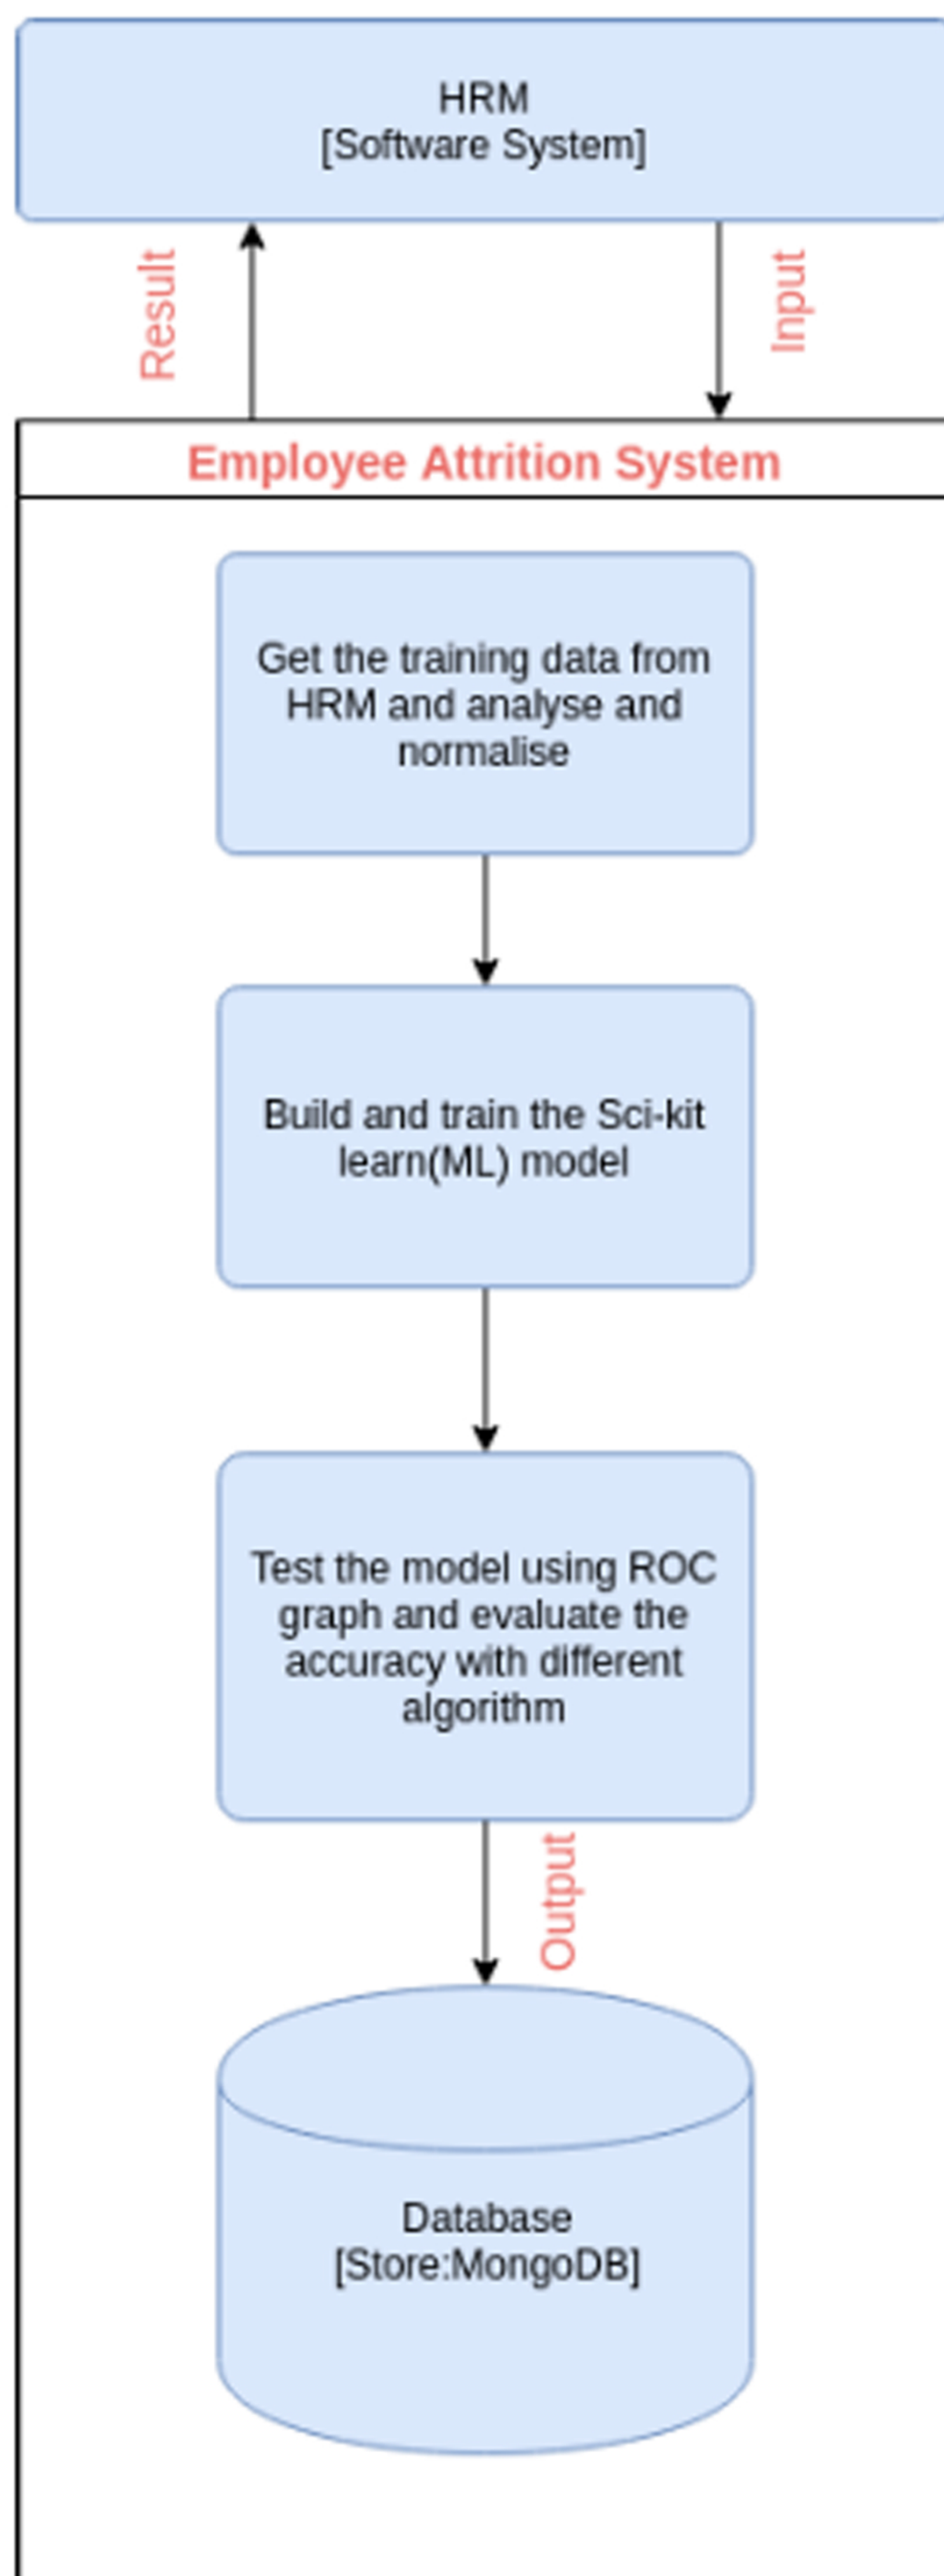 HRM
[Software System]
Result
Input
Employee Attrition System
Get the training data from
HRM and analyse and
normalise
Build and train the Sci-kit
learn(ML) model
Test the model using ROC
graph and evaluate the
accuracy with different
algorithm
Output
Database
[Store:MongoDB]